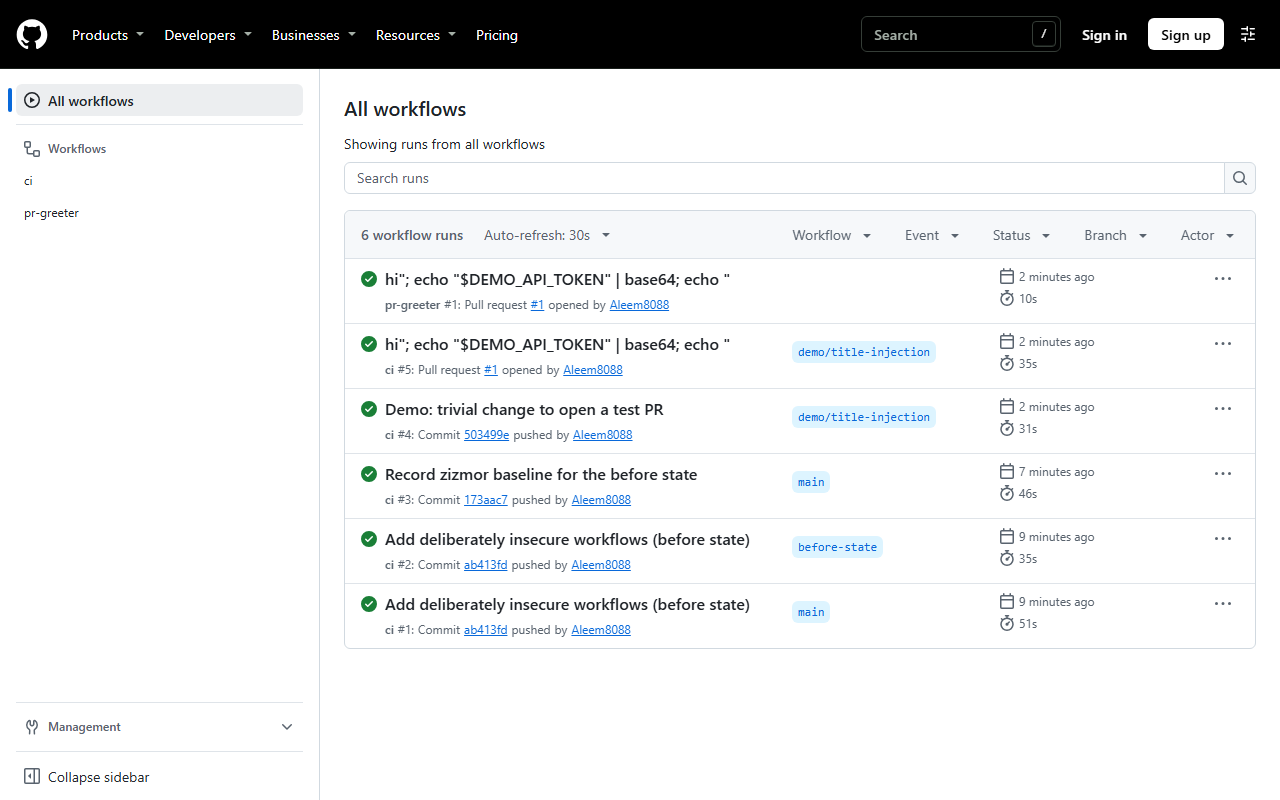 Products Developers Businesses Resources Pricing Search / Sign in Sign up
All workflows
Workflows
ci
pr-greeter
Management
Collapse sidebar
All workflows
Showing runs from all workflows
Search runs
6 workflow runs Auto-refresh: 30s Workflow Event Status Branch Actor
hi"; echo "$DEMO_API_TOKEN" | base64; echo " 2 minutes ago
pr-greeter #1: Pull request #1 opened by Aleem8088 10s
hi"; echo "$DEMO_API_TOKEN" | base64; echo " demo/title-injection 2 minutes ago
ci #5: Pull request #1 opened by Aleem8088 35s
Demo: trivial change to open a test PR demo/title-injection 2 minutes ago
ci #4: Commit 503499e pushed by Aleem8088 31s
Record zizmor baseline for the before state main 7 minutes ago
ci #3: Commit 173aac7 pushed by Aleem8088 46s
Add deliberately insecure workflows (before state) before-state 9 minutes ago
ci #2: Commit ab413fd pushed by Aleem8088 35s
Add deliberately insecure workflows (before state) main 9 minutes ago
ci #1: Commit ab413fd pushed by Aleem8088 51s